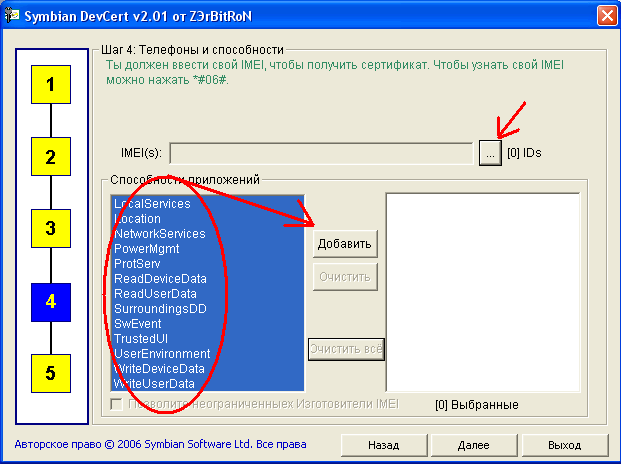 Symbian DevCert v2.01 от ZЭrBitRoN
Шаг 4: Телефоны и способности
Ты должен ввести свой IMEI, чтобы получить сертификат. Чтобы узнать свой IMEI
можно нажать *#06#.
1
2
3
4
5
IMEI(s):
...
[0] IDs
Способности приложений
LocalServices
Location
NetworkServices
PowerMgmt
ProtServ
ReadDeviceData
ReadUserData
SurroundingsDD
SwEvent
TrustedUI
UserEnvironment
WriteDeviceData
WriteUserData
Добавить
Очистить
Очистить всё
Позволите неограниченнеых Изготовители IMEI
[0] Выбранные
Авторское право © 2006 Symbian Software Ltd. Все права
Назад
Далее
Выход